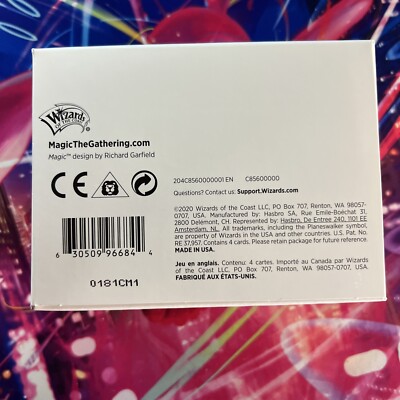 Wizards
OF THE COAST
®
MagicTheGathering.com
Magic™ design by Richard Garfield
CE
0-3
204C8560000001 EN C85600000
Questions? Contact us: Support.Wizards.com
©2020 Wizards of the Coast LLC, PO Box 707, Renton, WA 98057-
0707, USA. Manufactured by: Hasbro SA, Rue Emile-Boéchat 31,
2800 Delémont, CH. Represented by: Hasbro, De Entree 240, 1101 EE
Amsterdam, NL. All trademarks, including the Planeswalker symbol,
are property of Wizards in the USA and other countries. U.S. Pat. No.
RE 37,957. Contains 4 cards. Please retain package for future reference.
MADE IN USA.
Jeu en anglais. Contenu: 4 cartes. Importé au Canada par Wizards
of the Coast LLC, PO Box 707, Renton, WA 98057-0707, USA.
FABRIQUÉ AUX ÉTATS-UNIS.
6 30509 96684 4
0181CM1